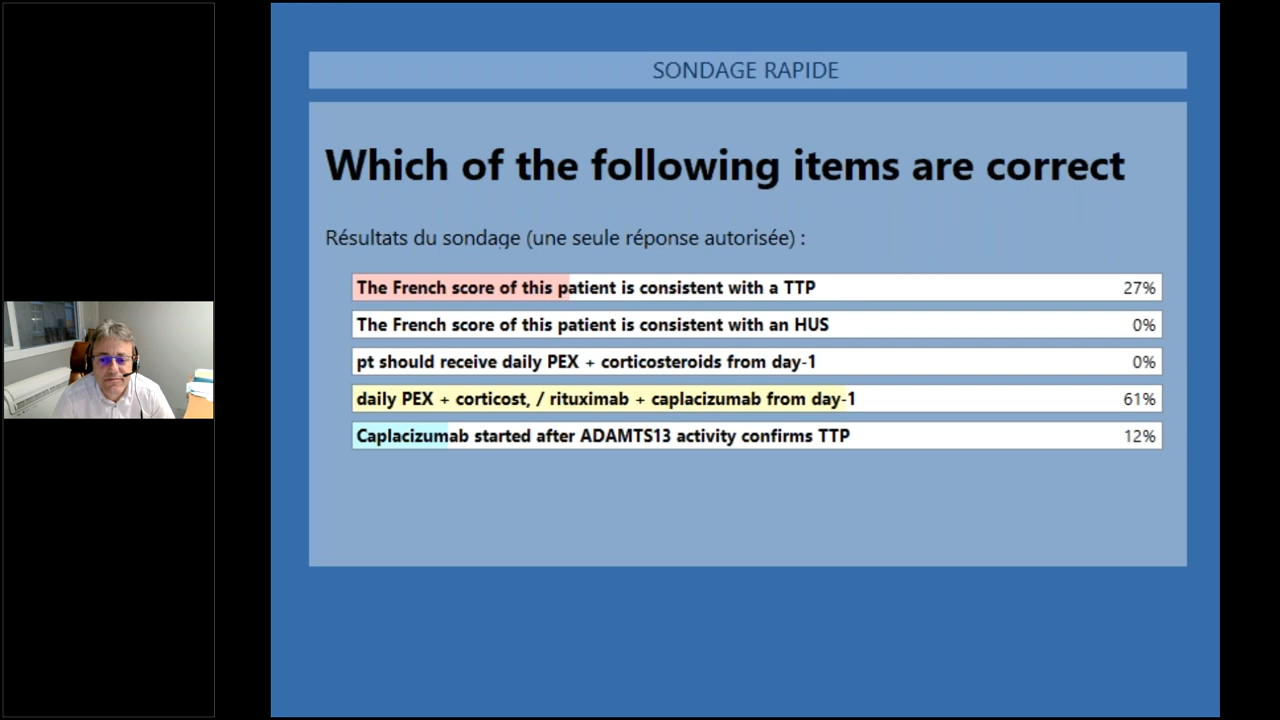 SONDAGE RAPIDE
Which of the following items are correct
Résultats du sondage (une seule réponse autorisée) :
The French score of this patient is consistent with a TTP 27%
The French score of this patient is consistent with an HUS 0%
pt should receive daily PEX + corticosteroids from day-1 0%
daily PEX + corticost, / rituximab + caplacizumab from day-1 61%
Caplacizumab started after ADAMTS13 activity confirms TTP 12%